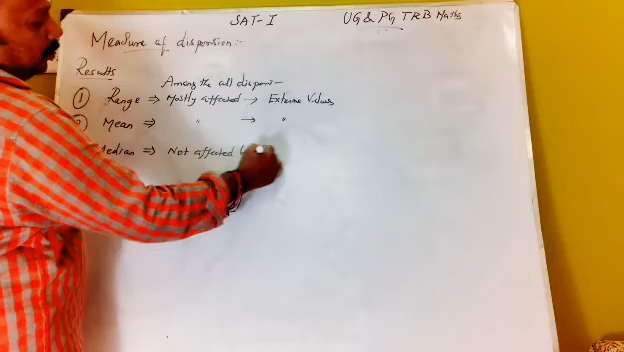 SAT-I UG & PG TRB Maths
Measure of dispersion:-
Results
Among the all dispersi-
① Range ⇒ Mostly affected → Extreme Values
② Mean ⇒ " → "
Median ⇒ Not affected